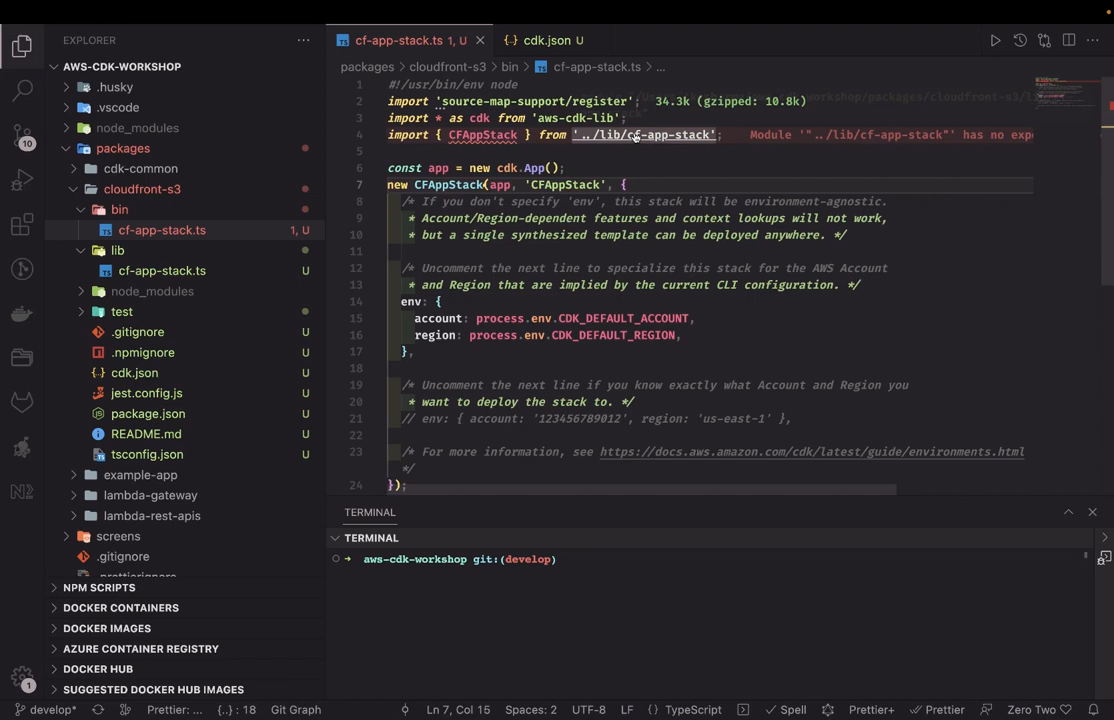 EXPLORER
AWS-CDK-WORKSHOP
.husky
.vscode
node_modules
packages
cdk-common
cloudfront-s3
bin
cf-app-stack.ts 1, U
lib
cf-app-stack.ts U
node_modules
test
.gitignore U
.npmignore U
cdk.json U
jest.config.js U
package.json U
README.md U
tsconfig.json U
example-app
lambda-gateway
lambda-rest-apis
screens
.gitignore
.prettierignore
NPM SCRIPTS
DOCKER CONTAINERS
DOCKER IMAGES
AZURE CONTAINER REGISTRY
DOCKER HUB
SUGGESTED DOCKER HUB IMAGES
10
1
cf-app-stack.ts 1, U
cdk.json U
packages > cloudfront-s3 > bin > cf-app-stack.ts > ...
1 #!/usr/bin/env node
2 import 'source-map-support/register'; 34.3k (gzipped: 10.8k)
3 import * as cdk from 'aws-cdk-lib';
4 import { CFAppStack } from '../lib/cf-app-stack'; Module '"../lib/cf-app-stack"' has no expo
5
6 const app = new cdk.App();
7 new CFAppStack(app, 'CFAppStack', {
8 /* If you don't specify 'env', this stack will be environment-agnostic.
9 * Account/Region-dependent features and context lookups will not work,
10 * but a single synthesized template can be deployed anywhere. */
11
12 /* Uncomment the next line to specialize this stack for the AWS Account
13 * and Region that are implied by the current CLI configuration. */
14 env: {
15 account: process.env.CDK_DEFAULT_ACCOUNT,
16 region: process.env.CDK_DEFAULT_REGION,
17 },
18
19 /* Uncomment the next line if you know exactly what Account and Region you
20 * want to deploy the stack to. */
21 // env: { account: '123456789012', region: 'us-east-1' },
22
23 /* For more information, see https://docs.aws.amazon.com/cdk/latest/guide/environments.html
*/
24 });
TERMINAL
TERMINAL
aws-cdk-workshop git:(develop)
develop* Prettier: ... {..} : 18 Git Graph Ln 7, Col 15 Spaces: 2 UTF-8 LF {} TypeScript Spell Prettier+ Prettier Zero Two